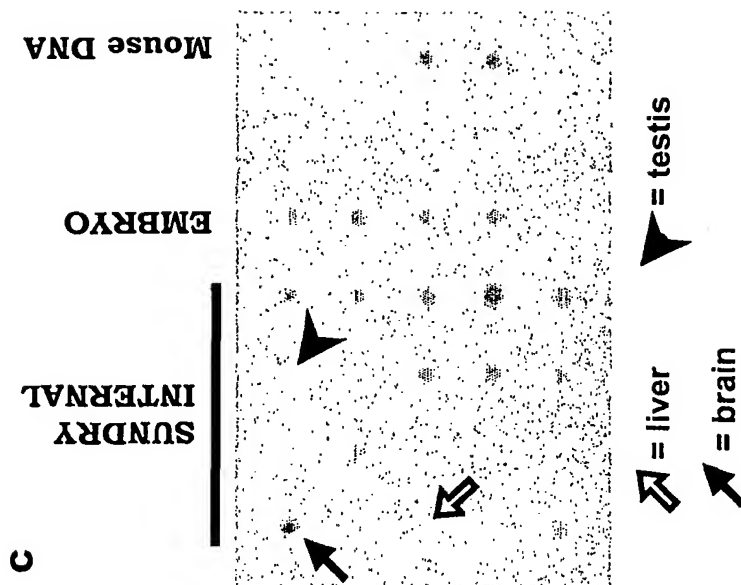 C
SUNDRY
INTERNAL
EMBRYO
Mouse DNA
= liver
= testis
= brain